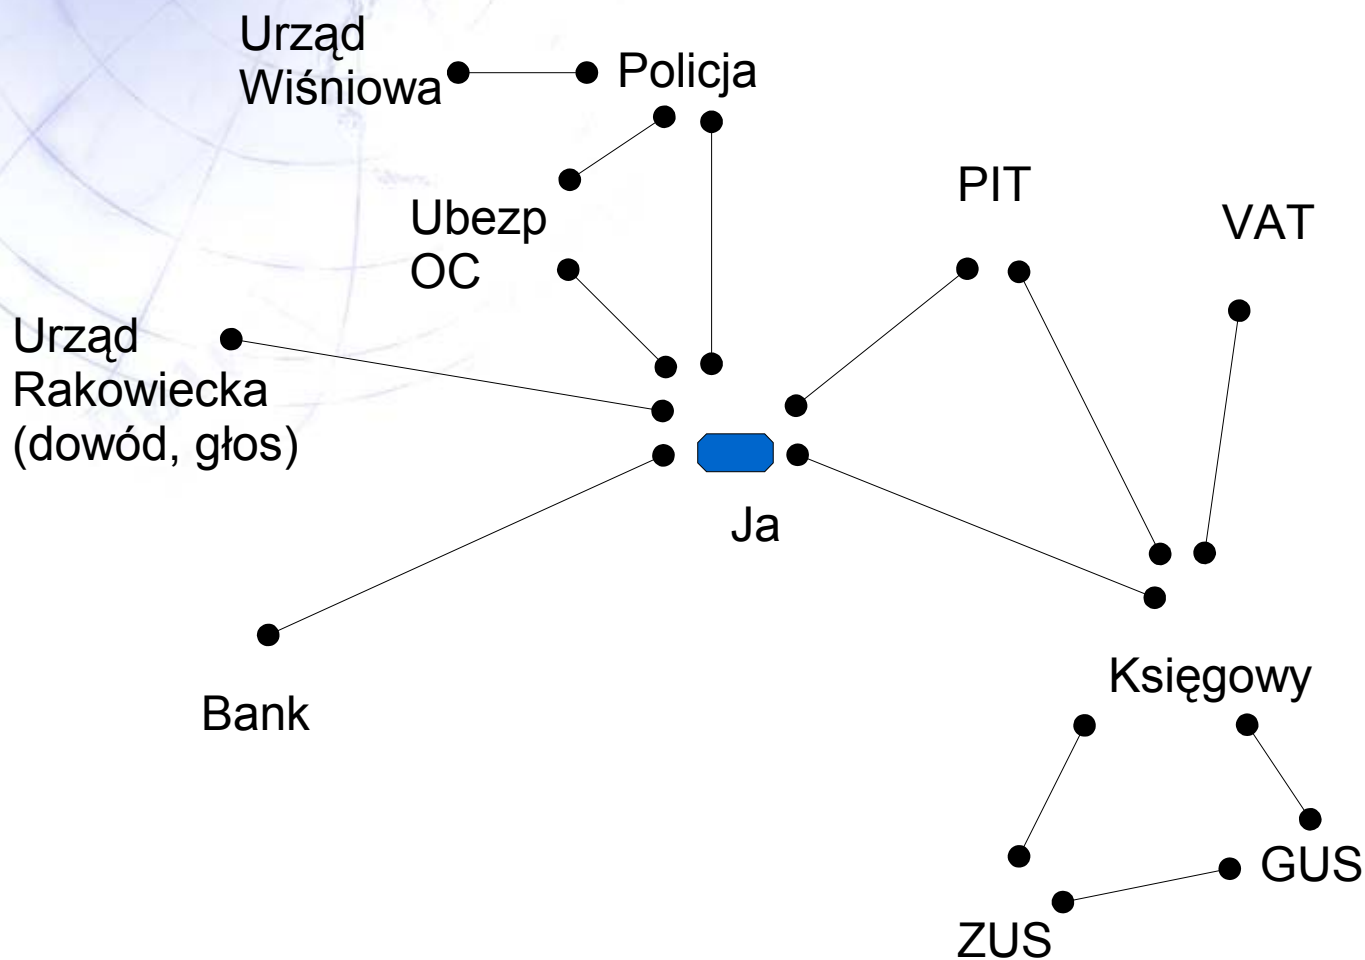 Urząd
Wiśniowa
Policja
PIT
VAT
Ubezp
OC
Urząd
Rakowiecka
(dowód, głos)
Ja
Księgowy
Bank
GUS
ZUS